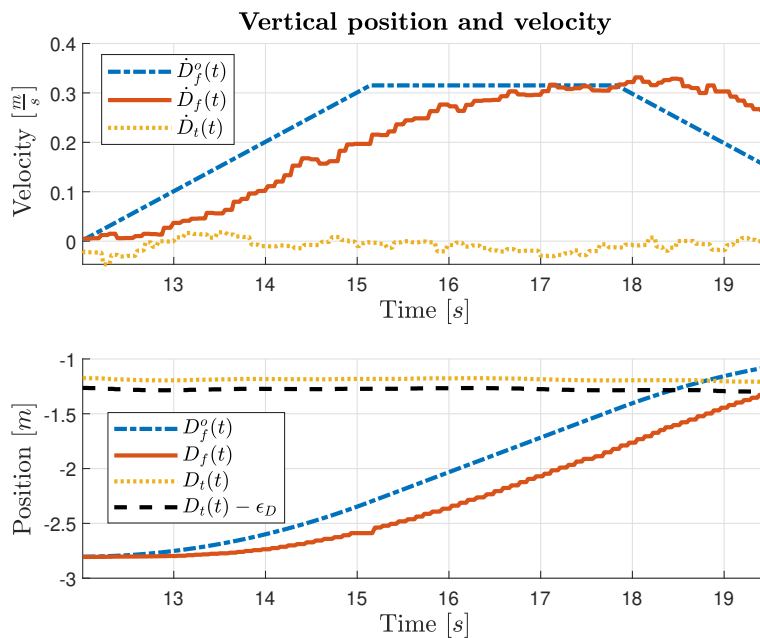 Vertical position and velocity
0.4
0.3
0.2
0.1
0
Velocity [m/s]
Ḋ_f^o(t)
Ḋ_f(t)
Ḋ_t(t)
13 14 15 16 17 18 19
Time [s]
-1
-1.5
-2
-2.5
-3
Position [m]
D_f^o(t)
D_f(t)
D_t(t)
D_t(t) − ϵ_D
13 14 15 16 17 18 19
Time [s]